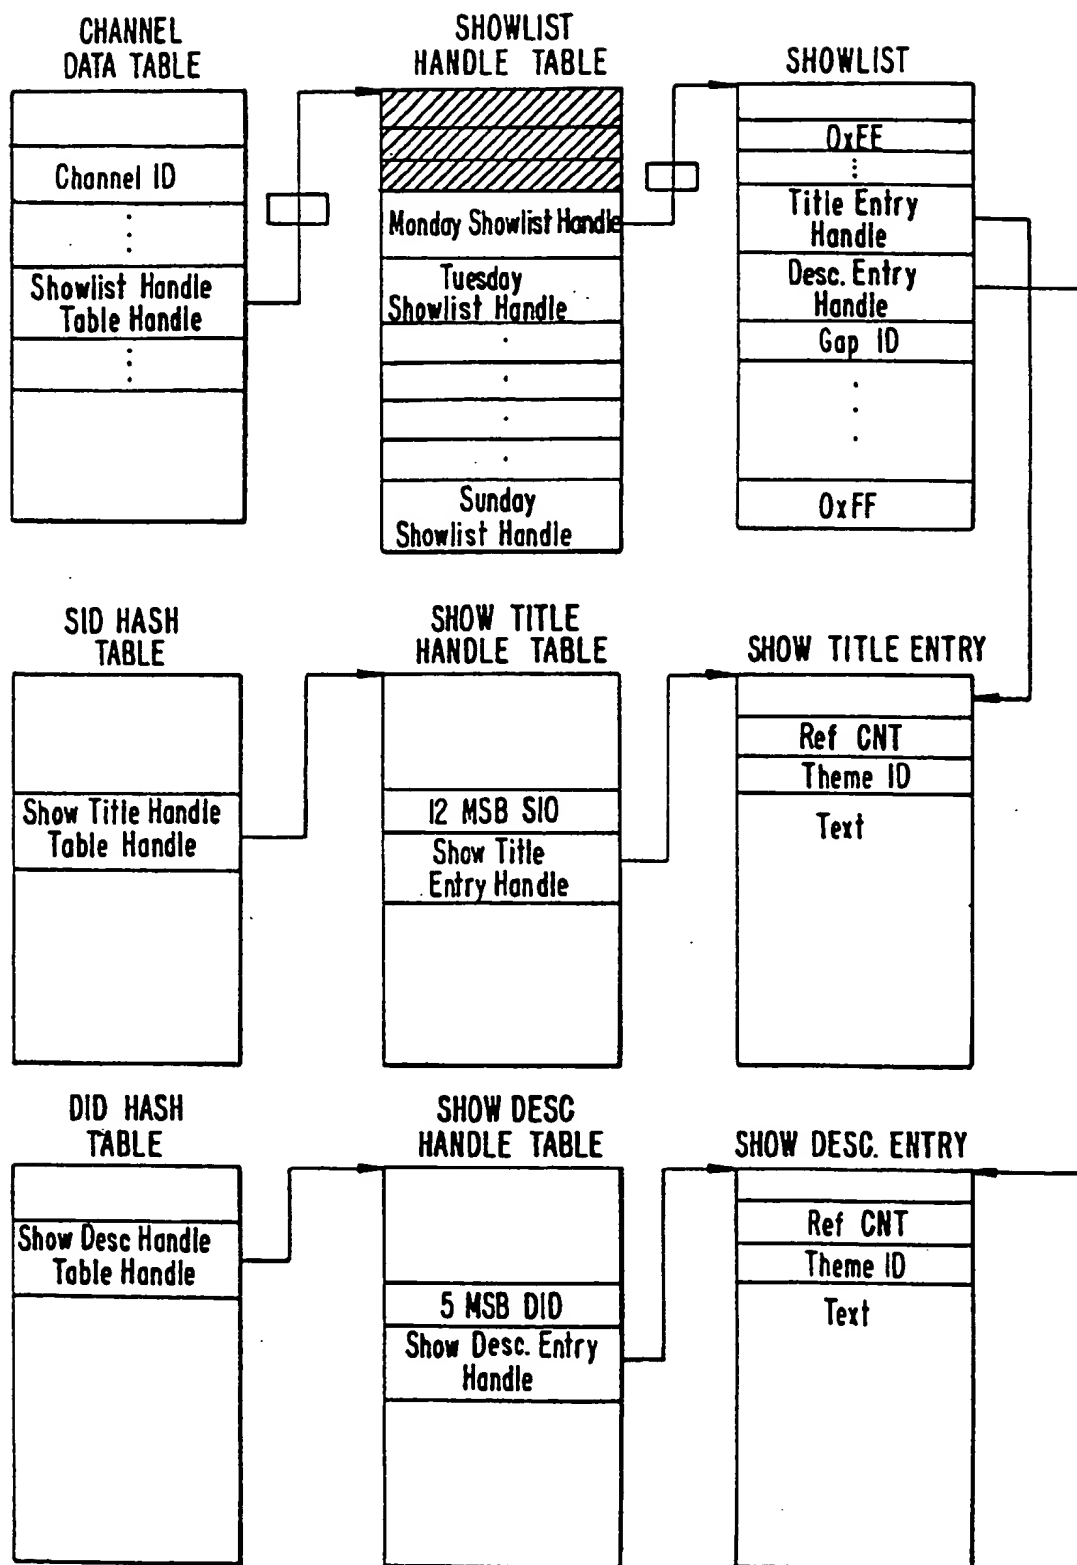 CHANNEL
DATA TABLE
Channel ID
Showlist Handle
Table Handle
SHOWLIST
HANDLE TABLE
Monday Showlist Handle
Tuesday
Showlist Handle
Sunday
Showlist Handle
SHOWLIST
0xFE
Title Entry
Handle
Desc. Entry
Handle
Gap ID
0xFF
SID HASH
TABLE
Show Title Handle
Table Handle
SHOW TITLE
HANDLE TABLE
12 MSB SIO
Show Title
Entry Handle
SHOW TITLE ENTRY
Ref CNT
Theme ID
Text
DID HASH
TABLE
Show Desc Handle
Table Handle
SHOW DESC
HANDLE TABLE
5 MSB DID
Show Desc. Entry
Handle
SHOW DESC. ENTRY
Ref CNT
Theme ID
Text